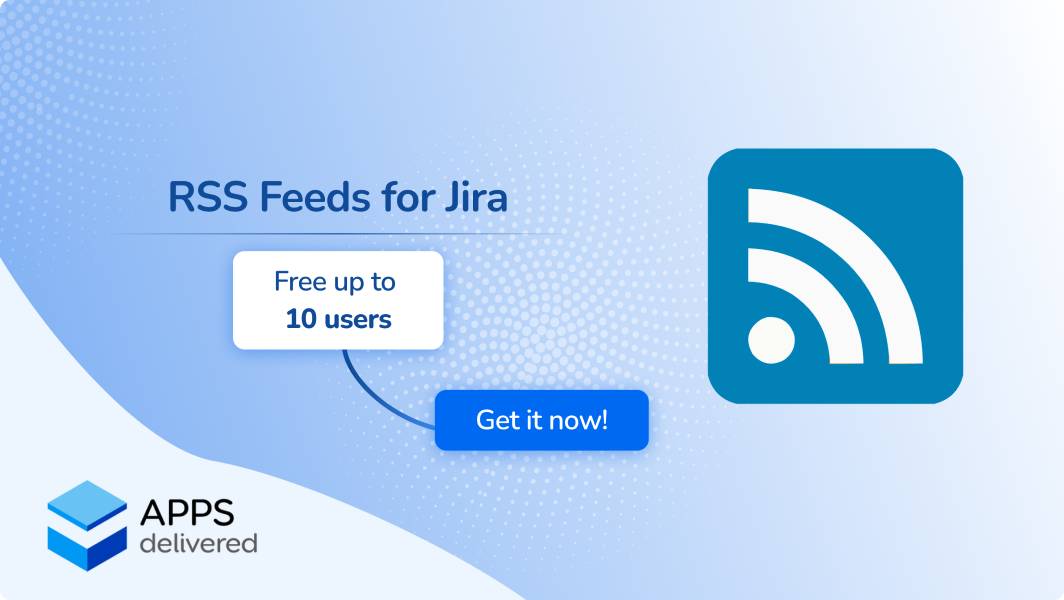 RSS Feeds for Jira
Free up to
10 users
Get it now!
APPS
delivered